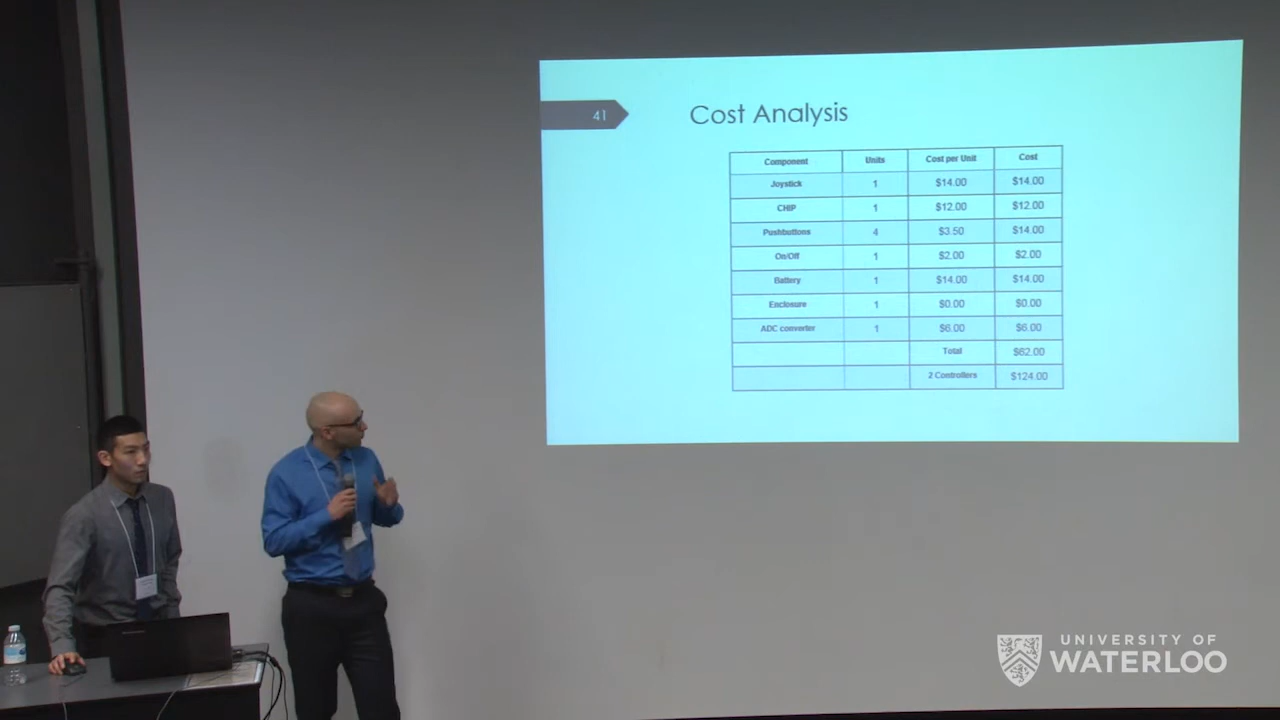 41
Cost Analysis
Component Units Cost per Unit Cost
Joystick 1 $14.00 $14.00
CHIP 1 $12.00 $12.00
Pushbuttons 4 $3.50 $14.00
On/Off 1 $2.00 $2.00
Battery 1 $14.00 $14.00
Enclosure 1 $0.00 $0.00
ADC converter 1 $6.00 $6.00
Total $62.00
2 Controllers $124.00
UNIVERSITY OF
WATERLOO